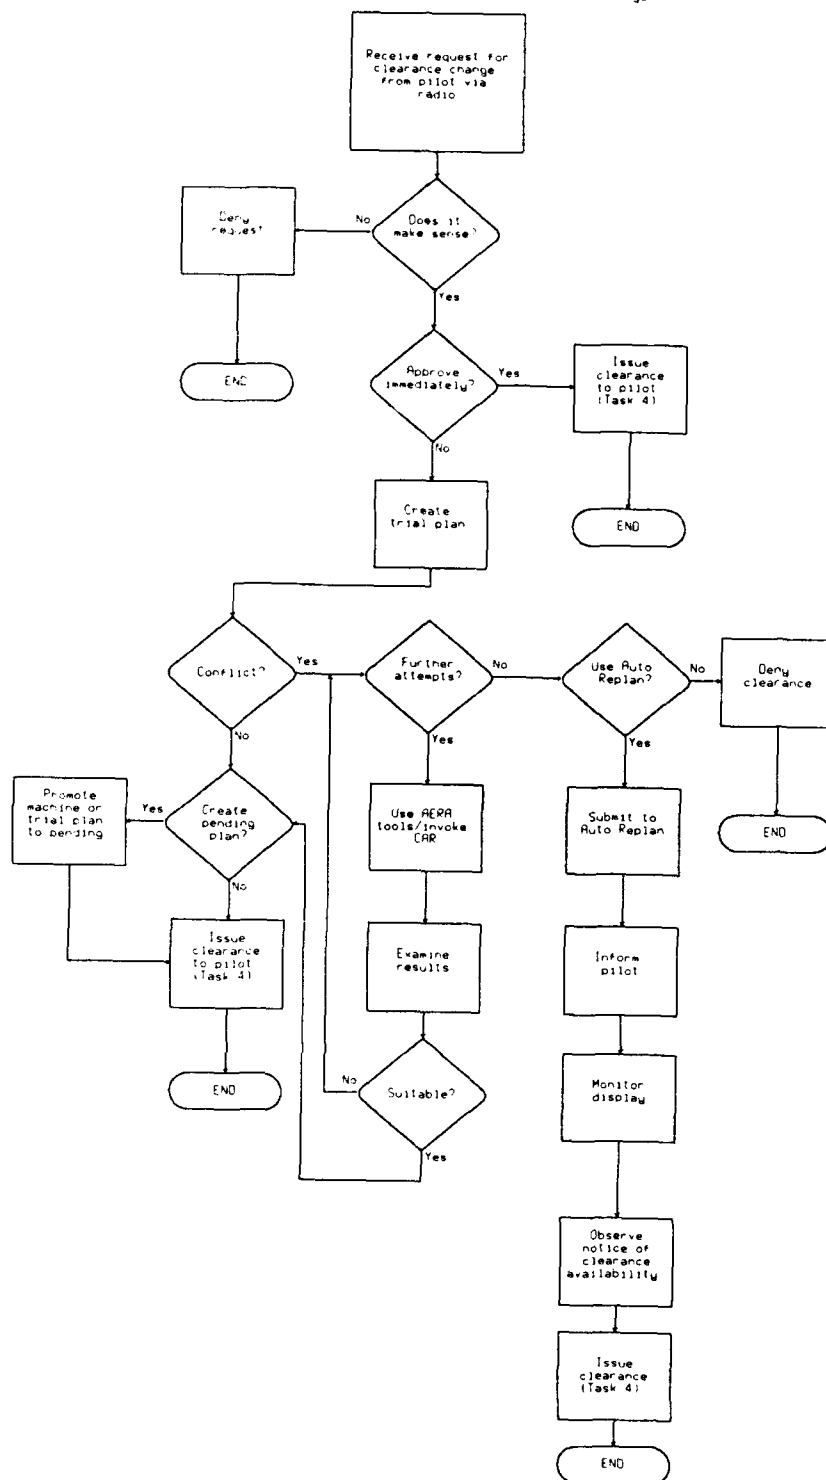 Receive request for
clearance change
from pilot via
radio
Deny
request
No
Does it
make sense?
Yes
END
Approve
immediately?
Yes
Issue
clearance
to pilot
(Task 4)
No
Create
trial plan
END
Conflict?
Yes
Further
attempts?
No
Use Auto
Replan?
No
Deny
clearance
No
Yes
Yes
Promote
machine or
trial plan
to pending
Yes
Create
pending
plan?
Use AERA
tools/invoke
CAR
Submit to
Auto Replan
END
No
Issue
clearance
to pilot
(Task 4)
Examine
results
Inform
pilot
END
No
Suitable?
Yes
Monitor
display
Observe
notice of
clearance
availability
Issue
clearance
(Task 4)
END